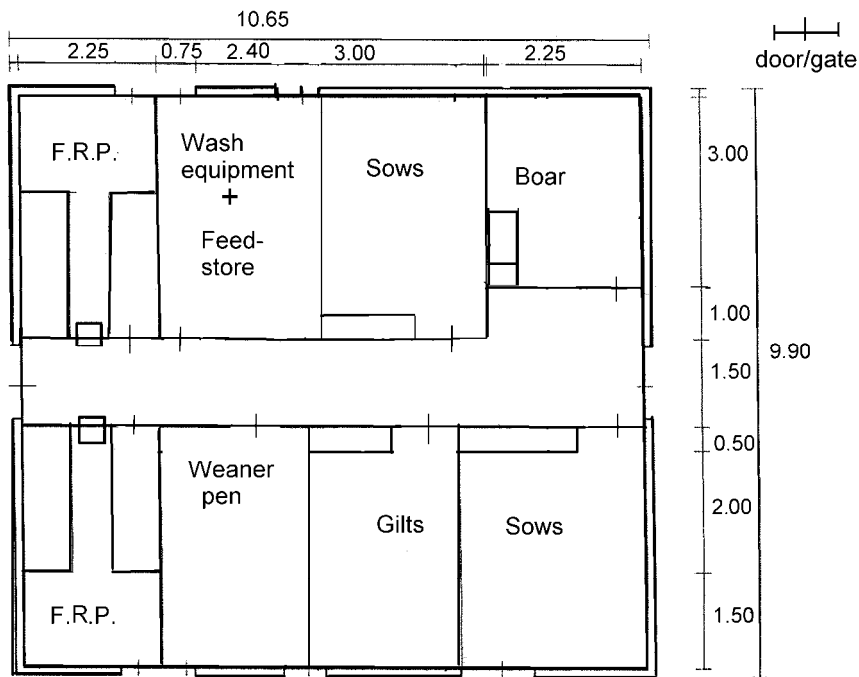 10.65
2.25 0.75 2.40 3.00 2.25
door/gate
F.R.P.
Wash
equipment
+
Feed-
store
Sows
Boar
3.00
1.00
1.50
9.90
0.50
2.00
1.50
Weaner
pen
Gilts
Sows
F.R.P.